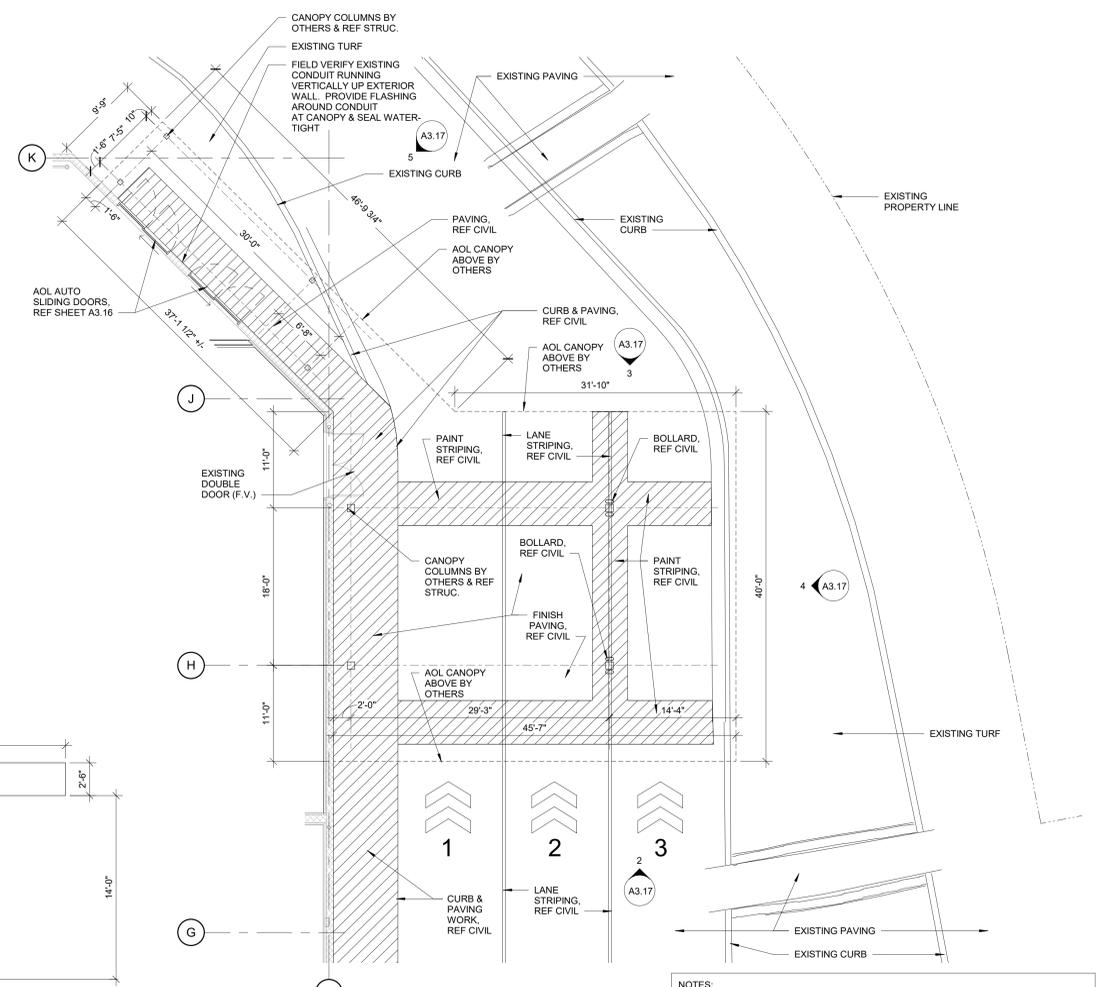 CANOPY COLUMNS BY
OTHERS & REF STRUC.
EXISTING TURF
FIELD VERIFY EXISTING
CONDUIT RUNNING
VERTICALLY UP EXTERIOR
WALL. PROVIDE FLASHING
AROUND CONDUIT
AT CANOPY & SEAL WATER-
TIGHT
EXISTING PAVING
A3.17
5
K
9'-9"
10"
7'-5"
1'-6"
1'-6"
EXISTING CURB
46'-9 3/4"
30'-0"
EXISTING
PROPERTY LINE
PAVING,
REF CIVIL
EXISTING
CURB
AOL CANOPY
ABOVE BY
OTHERS
AOL AUTO
SLIDING DOORS,
REF SHEET A3.16
37'-1 1/2" +/-
6'-8"
CURB & PAVING,
REF CIVIL
AOL CANOPY
ABOVE BY
OTHERS
A3.17
3
31'-10"
J
11'-0"
PAINT
STRIPING,
REF CIVIL
LANE
STRIPING,
REF CIVIL
BOLLARD,
REF CIVIL
EXISTING
DOUBLE
DOOR (F.V.)
CANOPY
COLUMNS BY
OTHERS & REF
STRUC.
BOLLARD,
REF CIVIL
PAINT
STRIPING,
REF CIVIL
18'-0"
40'-0"
4
A3.17
FINISH
PAVING,
REF CIVIL
H
AOL CANOPY
ABOVE BY
OTHERS
11'-0"
2'-0"
29'-3"
14'-4"
45'-7"
EXISTING TURF
2'-6"
14'-0"
1
2
3
2
A3.17
CURB &
PAVING
WORK,
REF CIVIL
LANE
STRIPING,
REF CIVIL
G
EXISTING PAVING
EXISTING CURB
NOTES: